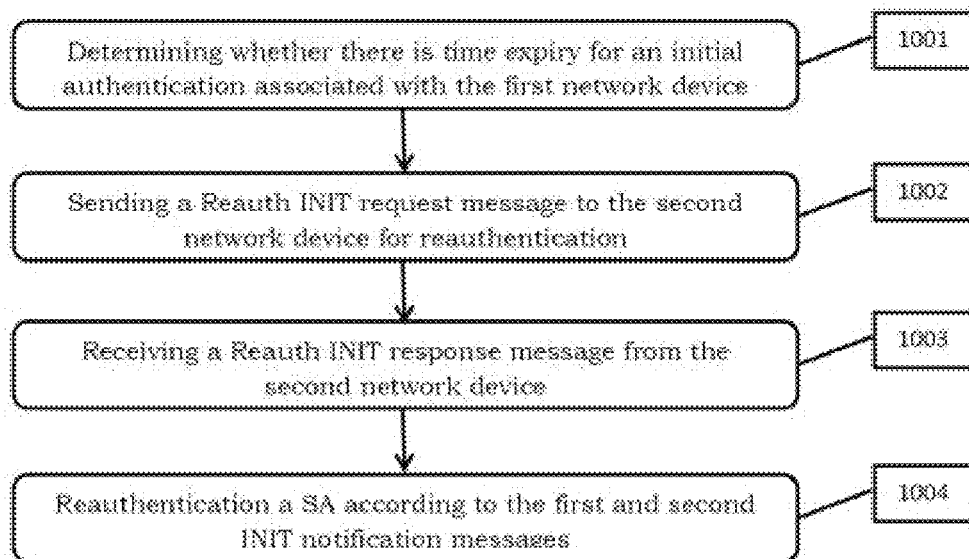 Determining whether there is time expiry for an initial
authentication associated with the first network device
1001
Sending a Reauth INIT request message to the second
network device for reauthentication
1002
Receiving a Reauth INIT response message from the
second network device
1003
Reauthentication a SA according to the first and second
INIT notification messages
1004